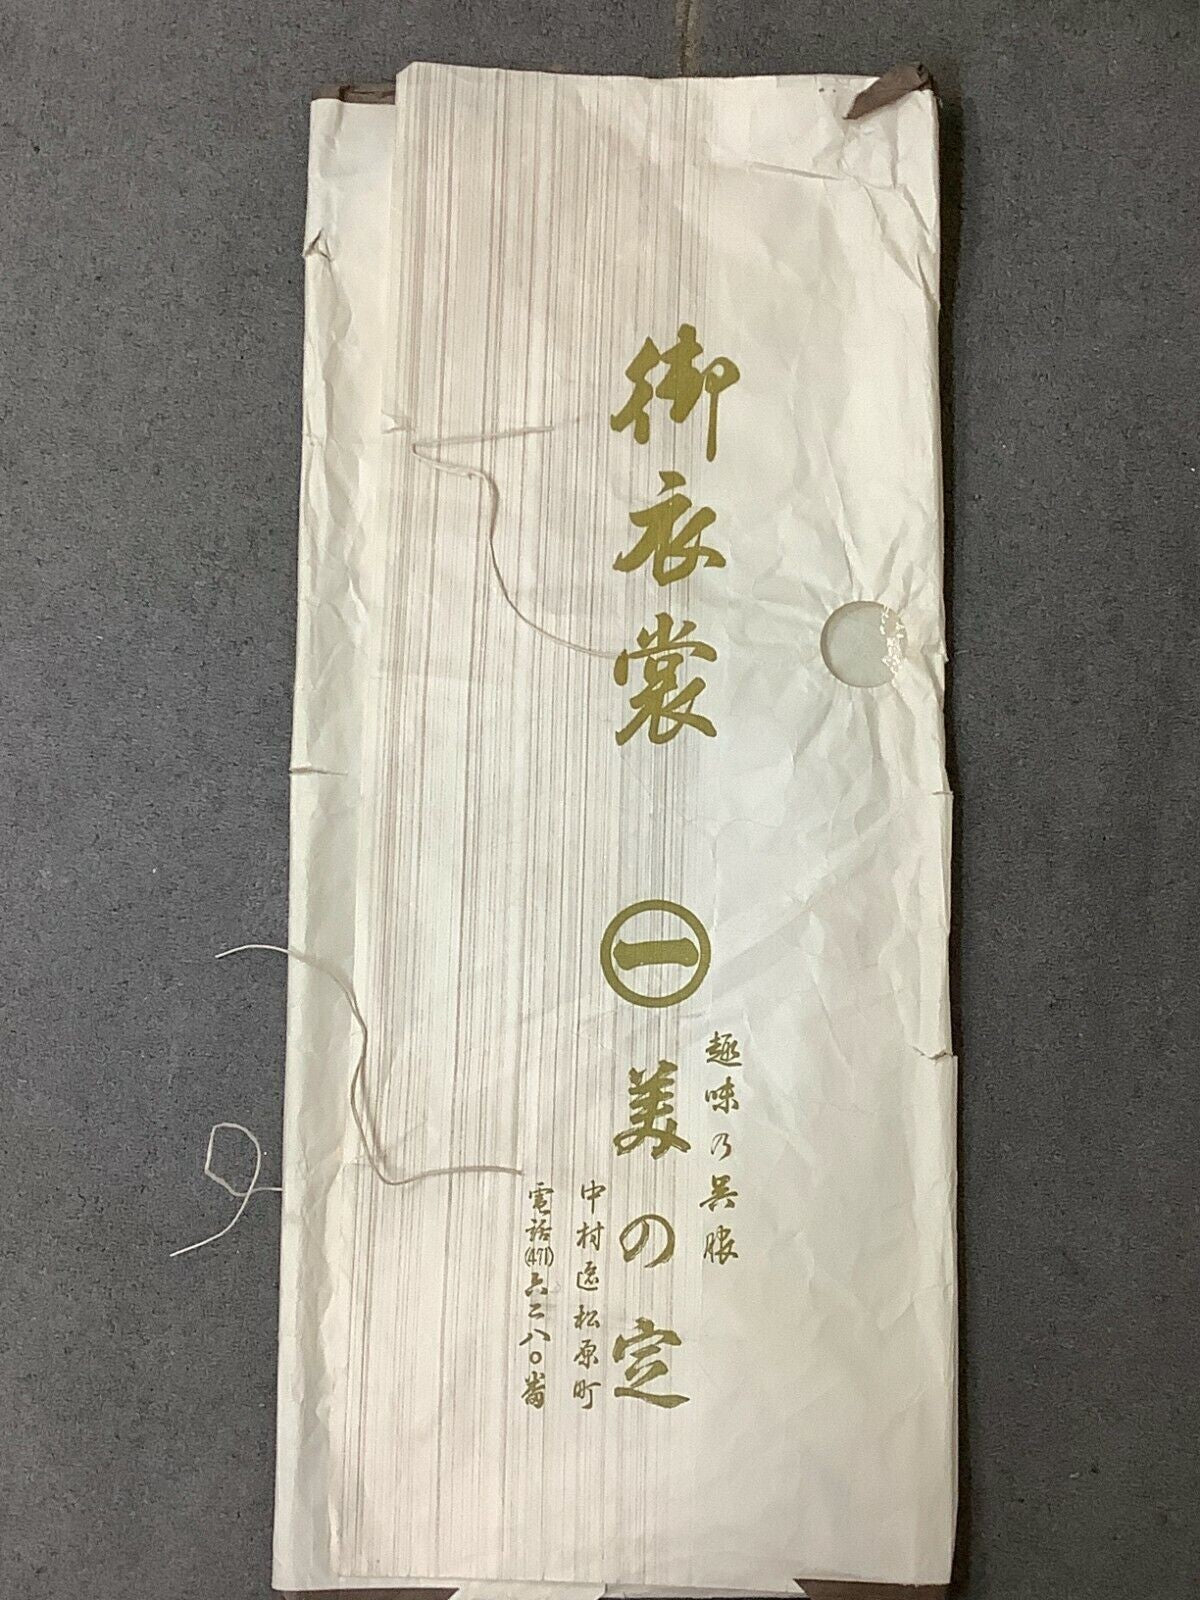 御衣裳
趣味乃呉服
㊀美の定
中村区松原町
電話(471)六二八〇番